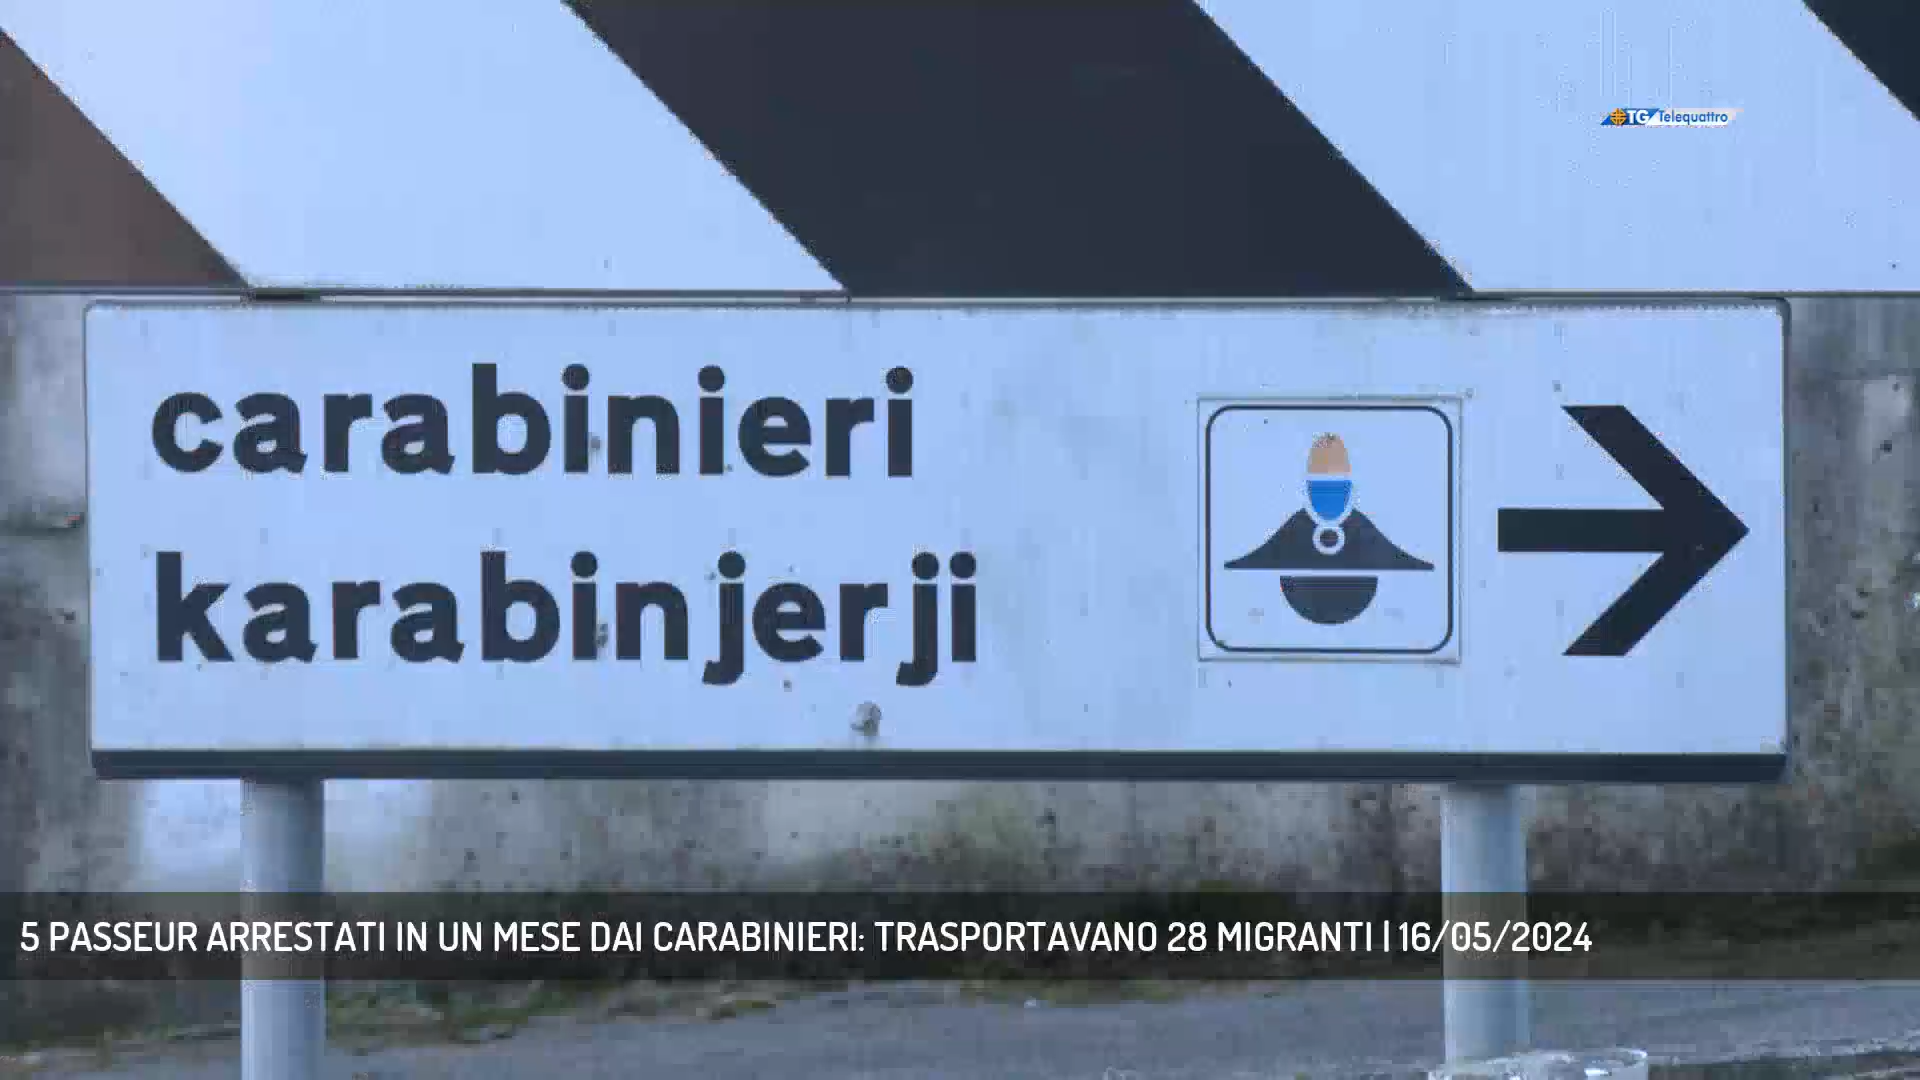 TG Telequattro
carabinieri
karabinjerji
5 PASSEUR ARRESTATI IN UN MESE DAI CARABINIERI: TRASPORTAVANO 28 MIGRANTI | 16/05/2024